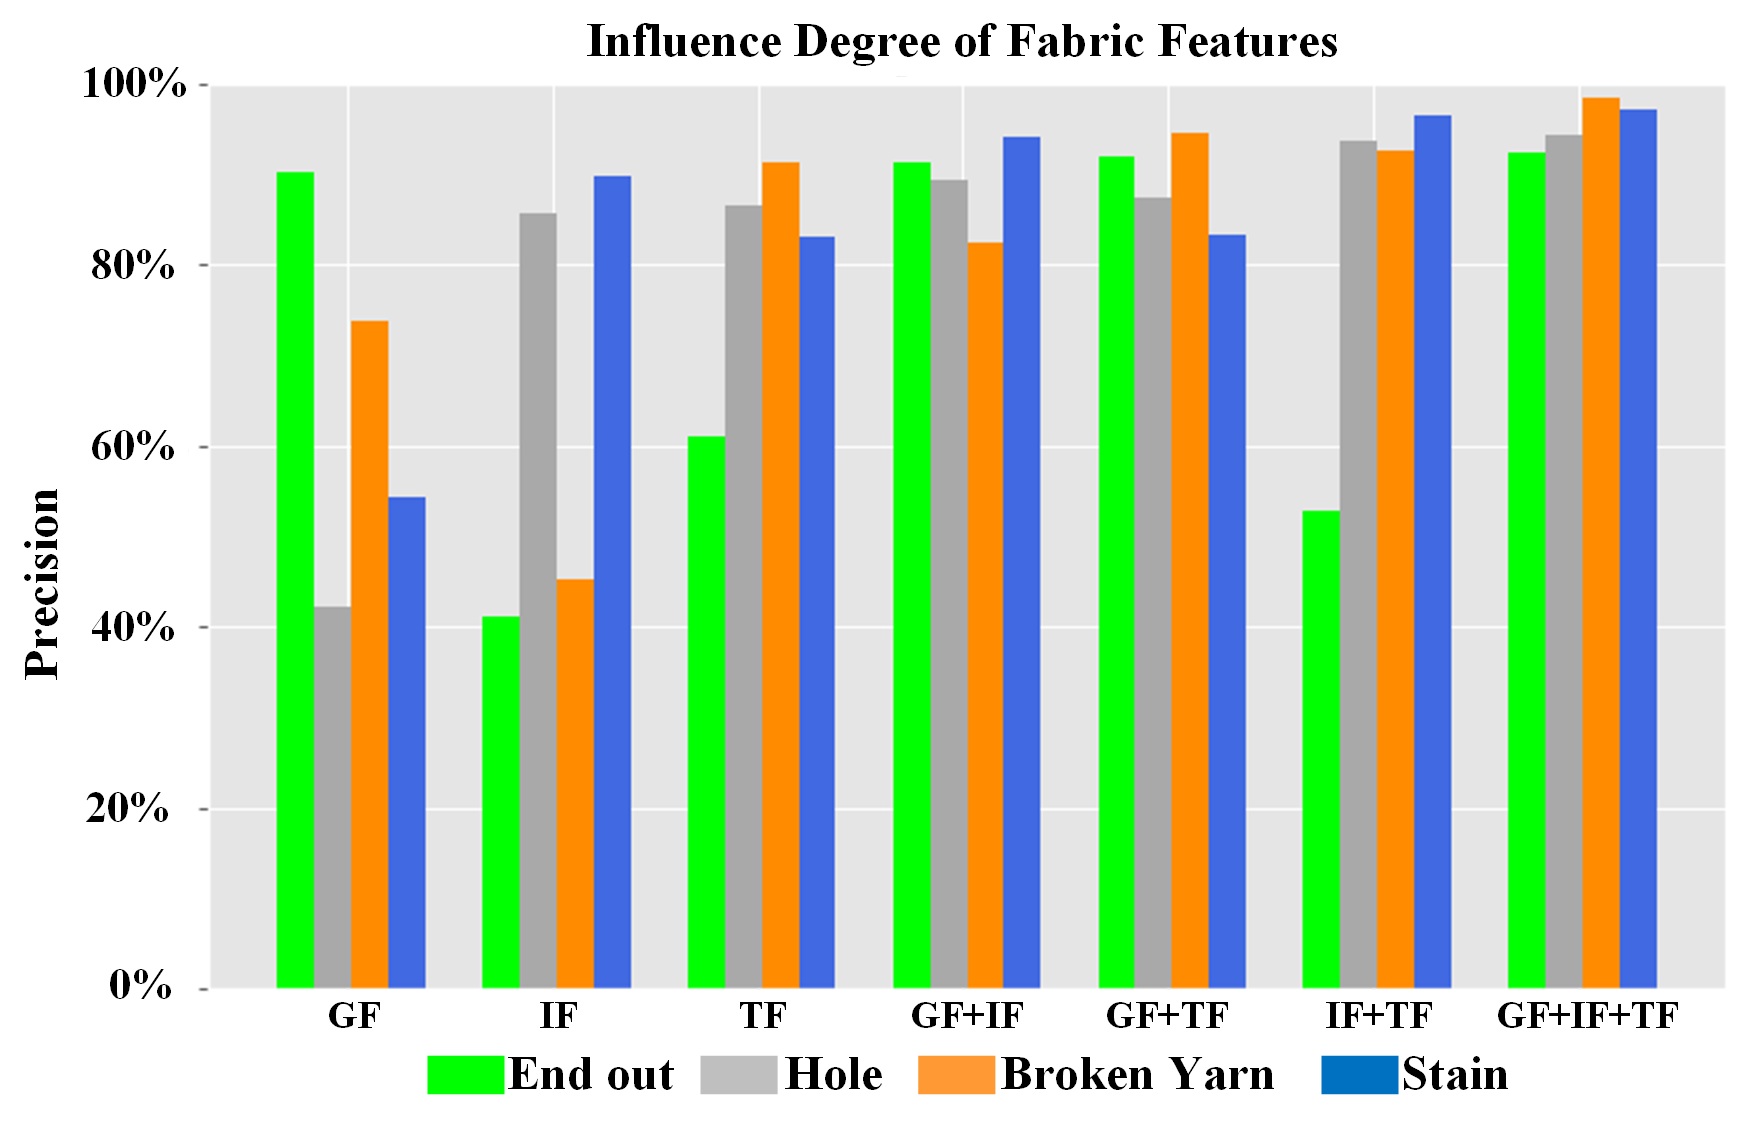 Influence Degree of Fabric Features
100%
80%
60%
40%
20%
0%
Precision
GF IF TF GF+IF GF+TF IF+TF GF+IF+TF
End out Hole Broken Yarn Stain